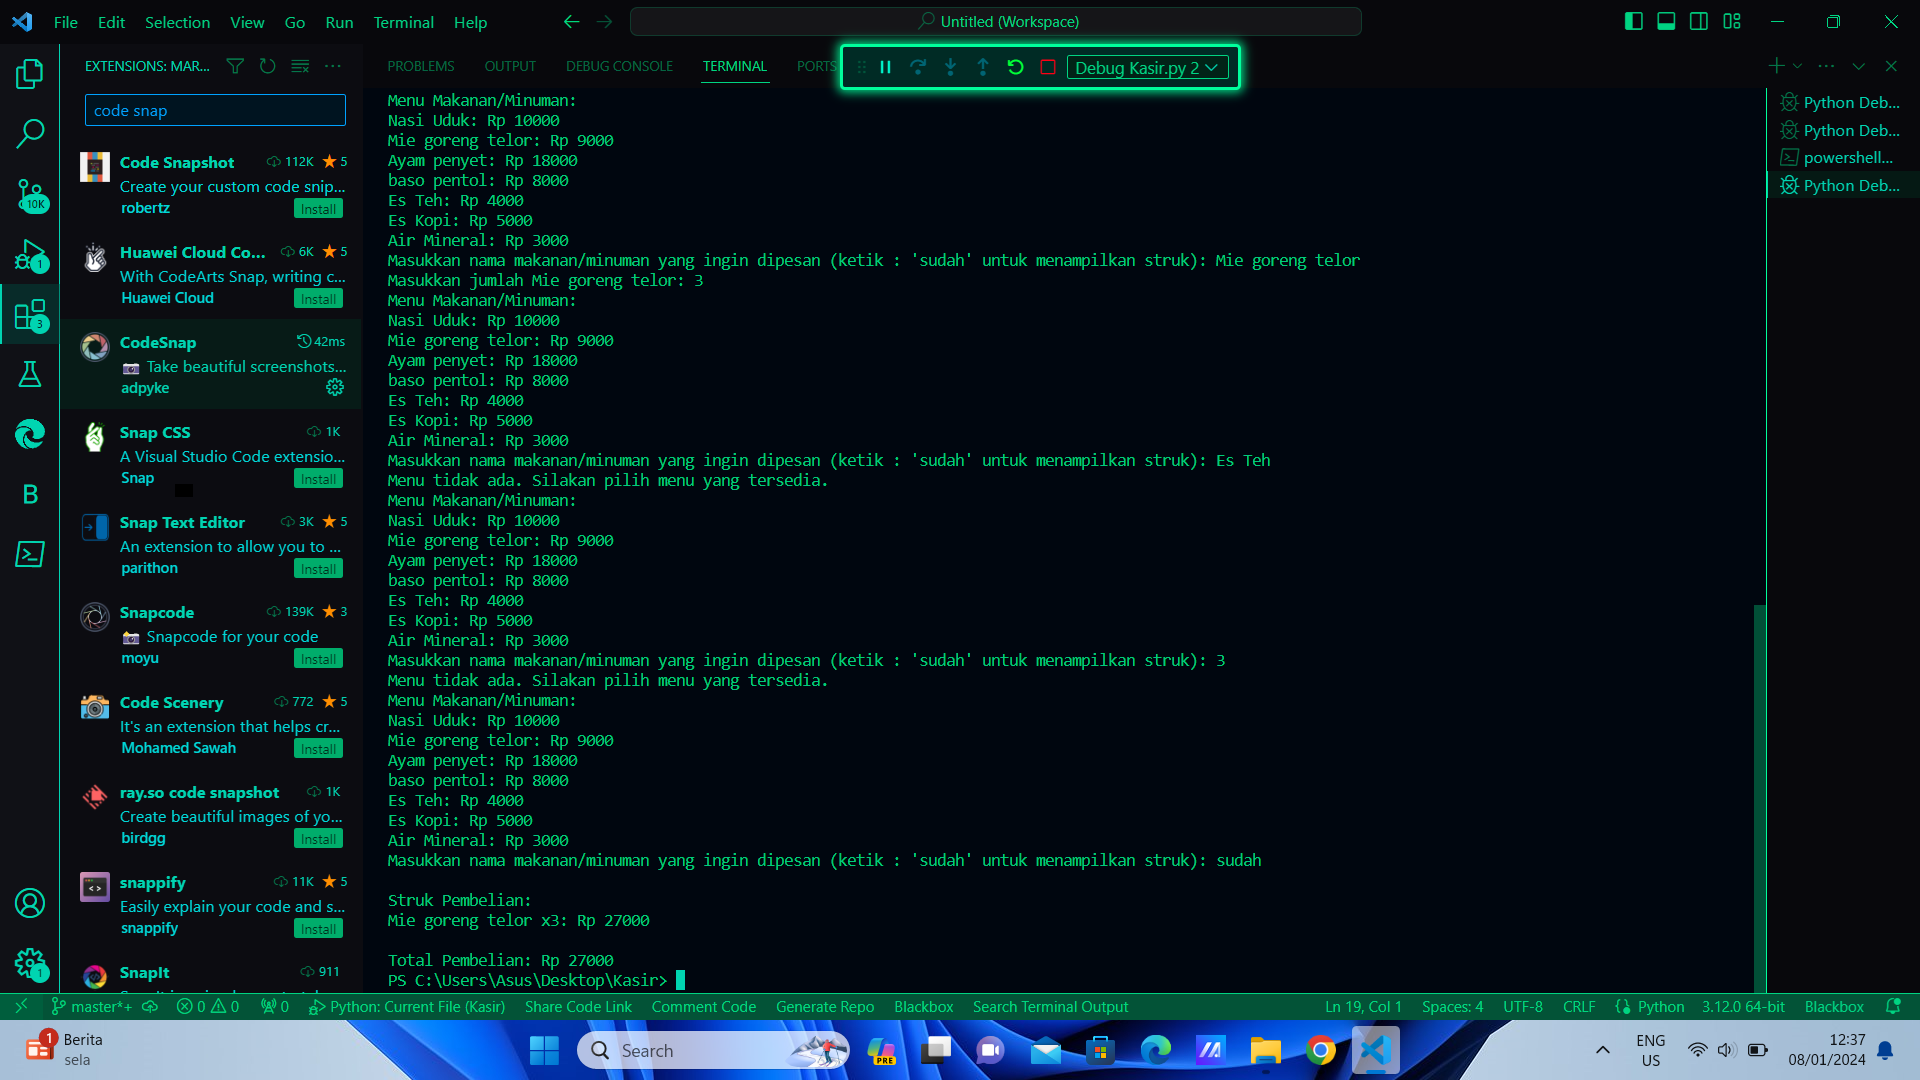 File Edit Selection View Go Run Terminal Help
Untitled (Workspace)
EXTENSIONS: MAR...
PROBLEMS OUTPUT DEBUG CONSOLE TERMINAL PORTS
Debug Kasir.py 2
code snap
Code Snapshot 112K 5
Create your custom code snip...
robertz Install
Huawei Cloud Co... 6K 5
With CodeArts Snap, writing c...
Huawei Cloud Install
CodeSnap 42ms
Take beautiful screenshots...
adpyke
Snap CSS 1K
A Visual Studio Code extensio...
Snap Install
Snap Text Editor 3K 5
An extension to allow you to ...
parithon Install
Snapcode 139K 3
Snapcode for your code
moyu Install
Code Scenery 772 5
It's an extension that helps cr...
Mohamed Sawah Install
ray.so code snapshot 1K
Create beautiful images of yo...
birdgg Install
snappify 11K 5
Easily explain your code and s...
snappify Install
SnapIt 911
10K
1
3
B
1
Menu Makanan/Minuman:
Nasi Uduk: Rp 10000
Mie goreng telor: Rp 9000
Ayam penyet: Rp 18000
baso pentol: Rp 8000
Es Teh: Rp 4000
Es Kopi: Rp 5000
Air Mineral: Rp 3000
Masukkan nama makanan/minuman yang ingin dipesan (ketik : 'sudah' untuk menampilkan struk): Mie goreng telor
Masukkan jumlah Mie goreng telor: 3
Menu Makanan/Minuman:
Nasi Uduk: Rp 10000
Mie goreng telor: Rp 9000
Ayam penyet: Rp 18000
baso pentol: Rp 8000
Es Teh: Rp 4000
Es Kopi: Rp 5000
Air Mineral: Rp 3000
Masukkan nama makanan/minuman yang ingin dipesan (ketik : 'sudah' untuk menampilkan struk): Es Teh
Menu tidak ada. Silakan pilih menu yang tersedia.
Menu Makanan/Minuman:
Nasi Uduk: Rp 10000
Mie goreng telor: Rp 9000
Ayam penyet: Rp 18000
baso pentol: Rp 8000
Es Teh: Rp 4000
Es Kopi: Rp 5000
Air Mineral: Rp 3000
Masukkan nama makanan/minuman yang ingin dipesan (ketik : 'sudah' untuk menampilkan struk): 3
Menu tidak ada. Silakan pilih menu yang tersedia.
Menu Makanan/Minuman:
Nasi Uduk: Rp 10000
Mie goreng telor: Rp 9000
Ayam penyet: Rp 18000
baso pentol: Rp 8000
Es Teh: Rp 4000
Es Kopi: Rp 5000
Air Mineral: Rp 3000
Masukkan nama makanan/minuman yang ingin dipesan (ketik : 'sudah' untuk menampilkan struk): sudah
Struk Pembelian:
Mie goreng telor x3: Rp 27000
Total Pembelian: Rp 27000
PS C:\Users\Asus\Desktop\Kasir>
Python Deb...
Python Deb...
powershell...
Python Deb...
master*+ 0 0 0 Python: Current File (Kasir) Share Code Link Comment Code Generate Repo Blackbox Search Terminal Output Ln 19, Col 1 Spaces: 4 UTF-8 CRLF Python 3.12.0 64-bit Blackbox
1 Berita
sela
Search
PRE
ENG
US
12:37
08/01/2024